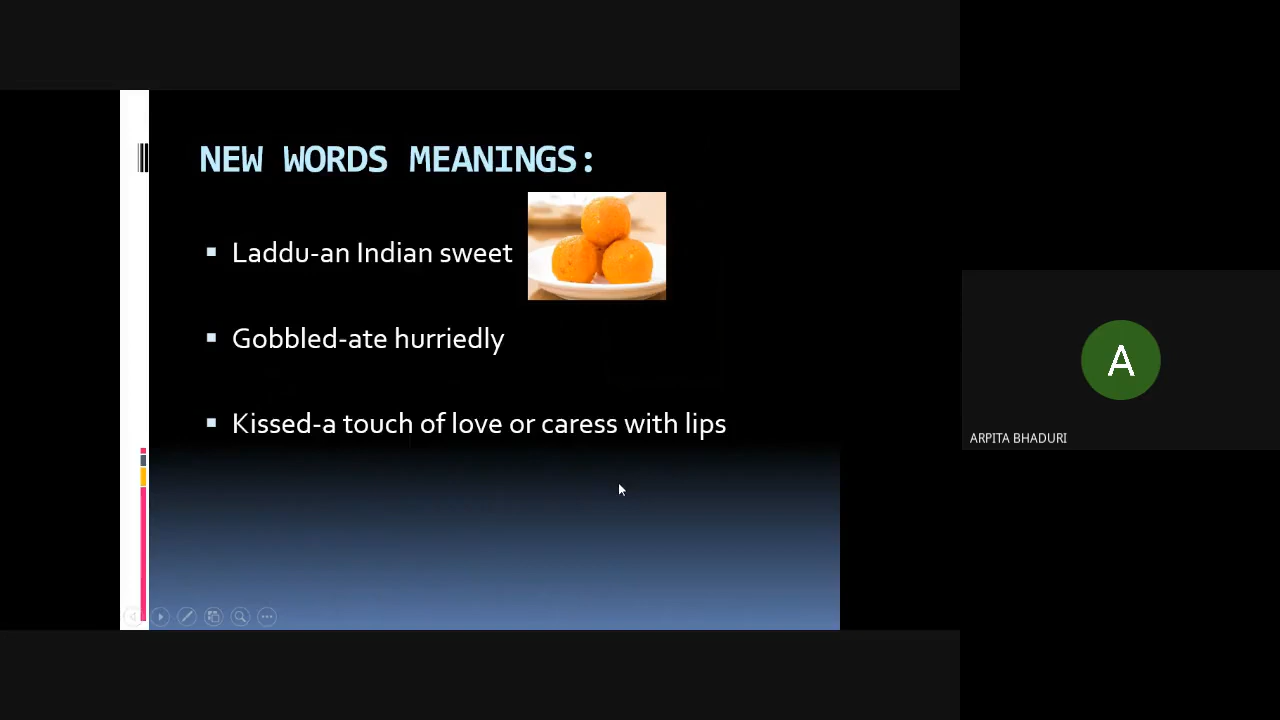 NEW WORDS MEANINGS:
Laddu-an Indian sweet
Gobbled-ate hurriedly
Kissed-a touch of love or caress with lips
A
ARPITA BHADURI